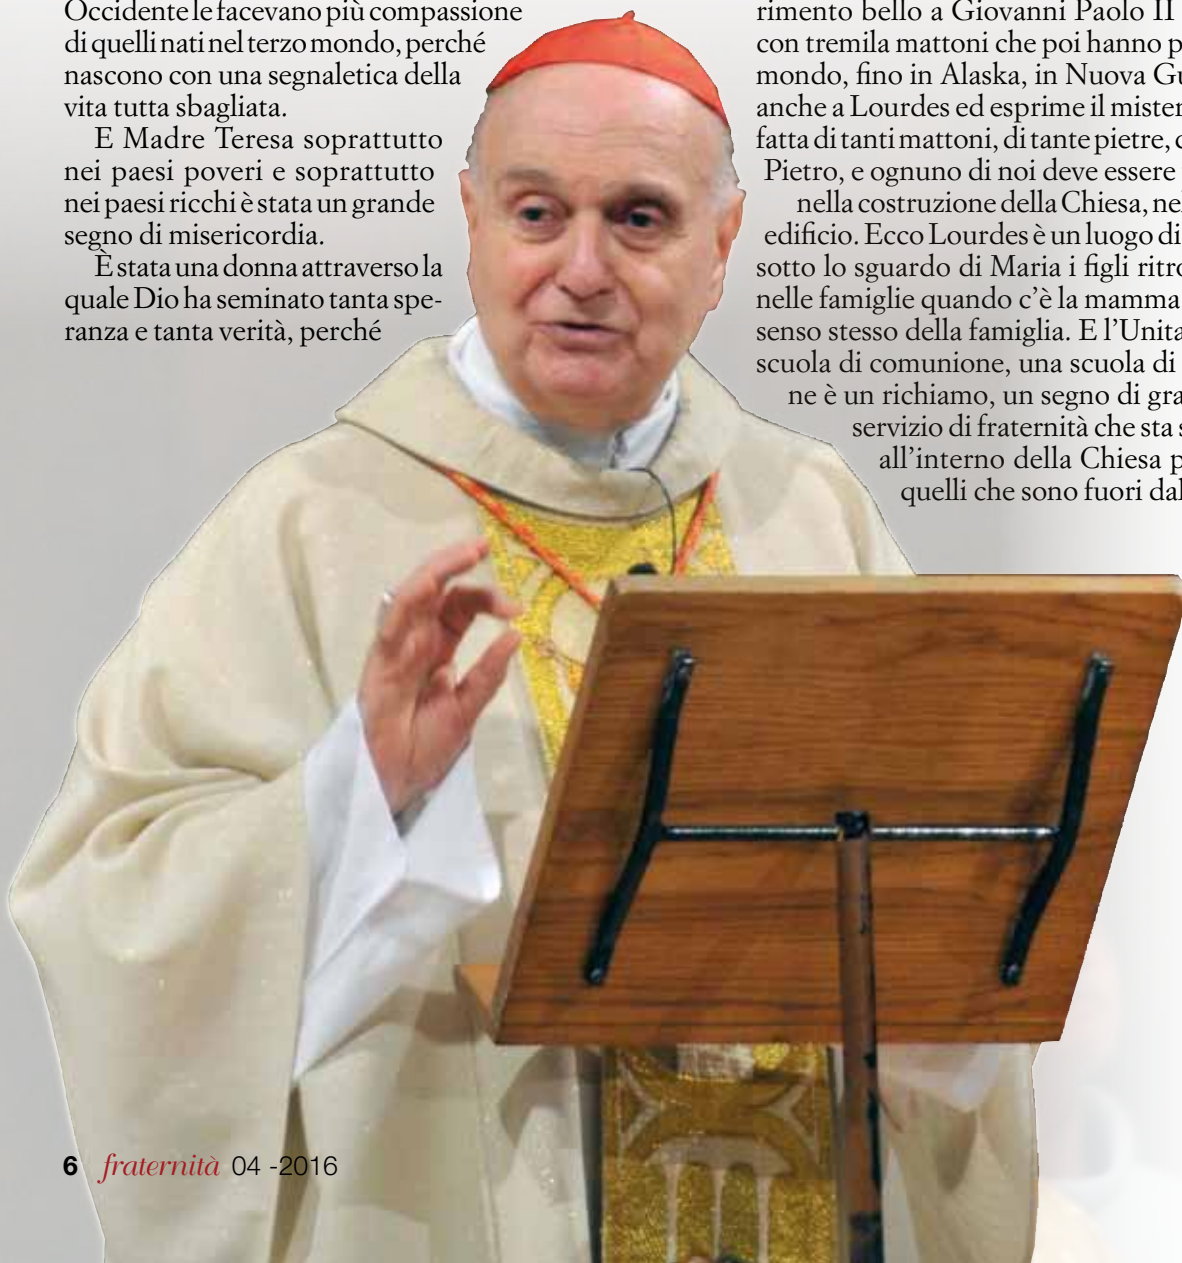 Occidente le facevano più compassione
di quelli nati nel terzo mondo, perché
nascono con una segnaletica della
vita tutta sbagliata.
E Madre Teresa soprattutto
nei paesi poveri e soprattutto
nei paesi ricchi è stata un grande
segno di misericordia.
È stata una donna attraverso la
quale Dio ha seminato tanta spe-
ranza e tanta verità, perché
rimento bello a Giovanni Paolo II
con tremila mattoni che poi hanno p
mondo, fino in Alaska, in Nuova Gu
anche a Lourdes ed esprime il mister
fatta di tanti mattoni, di tante pietre, c
Pietro, e ognuno di noi deve essere
nella costruzione della Chiesa, nel
edificio. Ecco Lourdes è un luogo di
sotto lo sguardo di Maria i figli ritro
nelle famiglie quando c'è la mamma
senso stesso della famiglia. E l'Unita
scuola di comunione, una scuola di
ne è un richiamo, un segno di gra
servizio di fraternità che sta s
all'interno della Chiesa p
quelli che sono fuori dal
6 fraternità 04 -2016